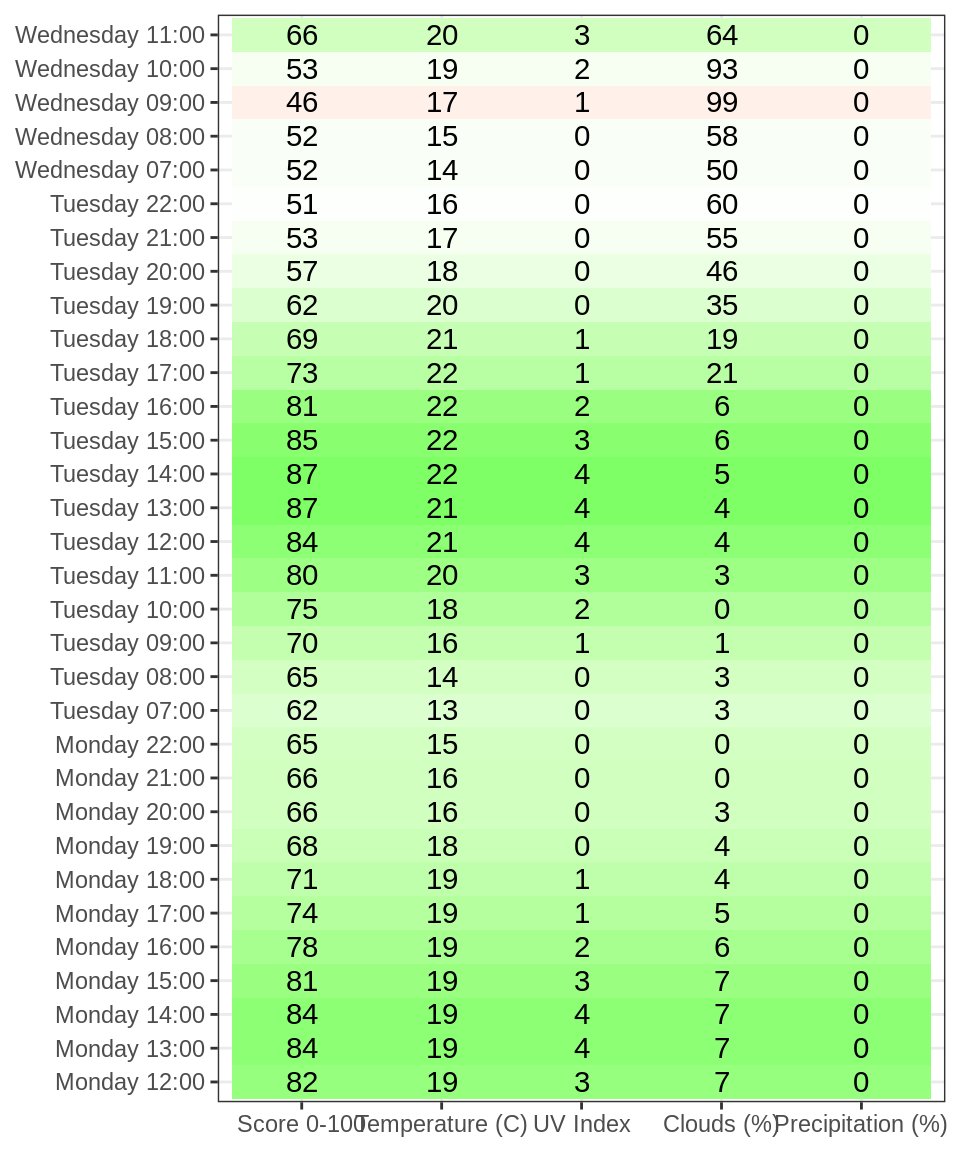 Wednesday 11:00 66 20 3 64 0
Wednesday 10:00 53 19 2 93 0
Wednesday 09:00 46 17 1 99 0
Wednesday 08:00 52 15 0 58 0
Wednesday 07:00 52 14 0 50 0
Tuesday 22:00 51 16 0 60 0
Tuesday 21:00 53 17 0 55 0
Tuesday 20:00 57 18 0 46 0
Tuesday 19:00 62 20 0 35 0
Tuesday 18:00 69 21 1 19 0
Tuesday 17:00 73 22 1 21 0
Tuesday 16:00 81 22 2 6 0
Tuesday 15:00 85 22 3 6 0
Tuesday 14:00 87 22 4 5 0
Tuesday 13:00 87 21 4 4 0
Tuesday 12:00 84 21 4 4 0
Tuesday 11:00 80 20 3 3 0
Tuesday 10:00 75 18 2 0 0
Tuesday 09:00 70 16 1 1 0
Tuesday 08:00 65 14 0 3 0
Tuesday 07:00 62 13 0 3 0
Monday 22:00 65 15 0 0 0
Monday 21:00 66 16 0 0 0
Monday 20:00 66 16 0 3 0
Monday 19:00 68 18 0 4 0
Monday 18:00 71 19 1 4 0
Monday 17:00 74 19 1 5 0
Monday 16:00 78 19 2 6 0
Monday 15:00 81 19 3 7 0
Monday 14:00 84 19 4 7 0
Monday 13:00 84 19 4 7 0
Monday 12:00 82 19 3 7 0
Score 0-100 Temperature (C) UV Index Clouds (%) Precipitation (%)